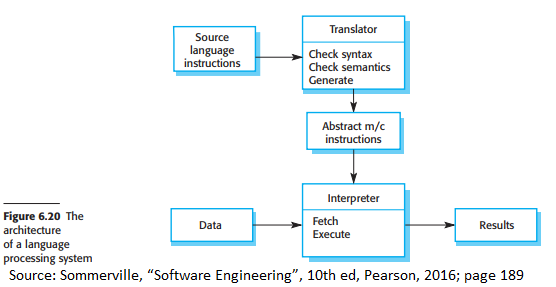 Source
language
instructions
Translator
Check syntax
Check semantics
Generate
Abstract m/c
instructions
Interpreter
Fetch
Execute
Data
Results
Figure 6.20 The
architecture
of a language
processing system
Source: Sommerville, “Software Engineering”, 10th ed, Pearson, 2016; page 189